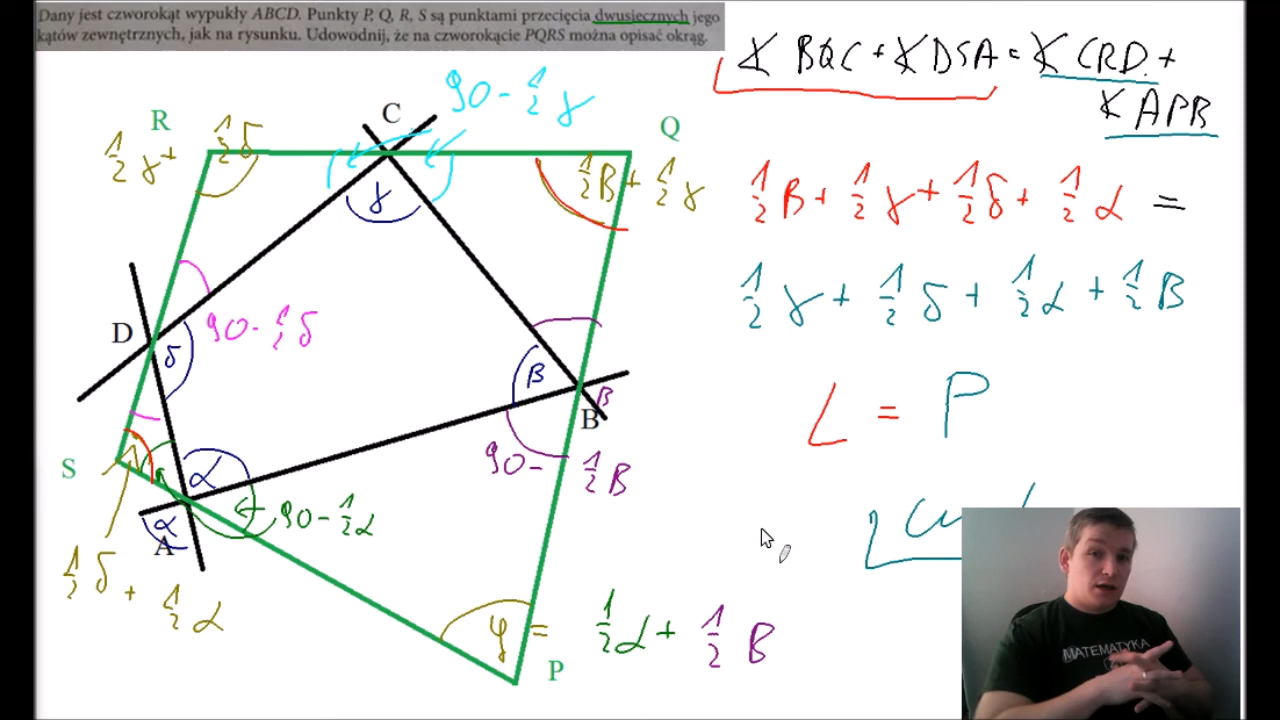 Dany jest czworokąt wypukły ABCD. Punkty P, Q, R, S są punktami przecięcia dwusiecznych jego
kątów zewnętrznych, jak na rysunku. Udowodnij, że na czworokącie PQRS można opisać okrąg.
∢ BQC + ∢ DSA = ∢ CRD +
∢ APB
90 - 1/2 γ
C
R
Q
1/2 γ + 1/2 δ
1/2 β + 1/2 γ
γ
1/2 β + 1/2 γ + 1/2 δ + 1/2 α =
1/2 γ + 1/2 δ + 1/2 α + 1/2 β
D
90 - 1/2 δ
δ
β
β
B
L = P
S
α
90 - 1/2 β
90 - 1/2 α
α
A
1/2 δ + 1/2 α
φ = 1/2 α + 1/2 β
P
MATEMATYKA